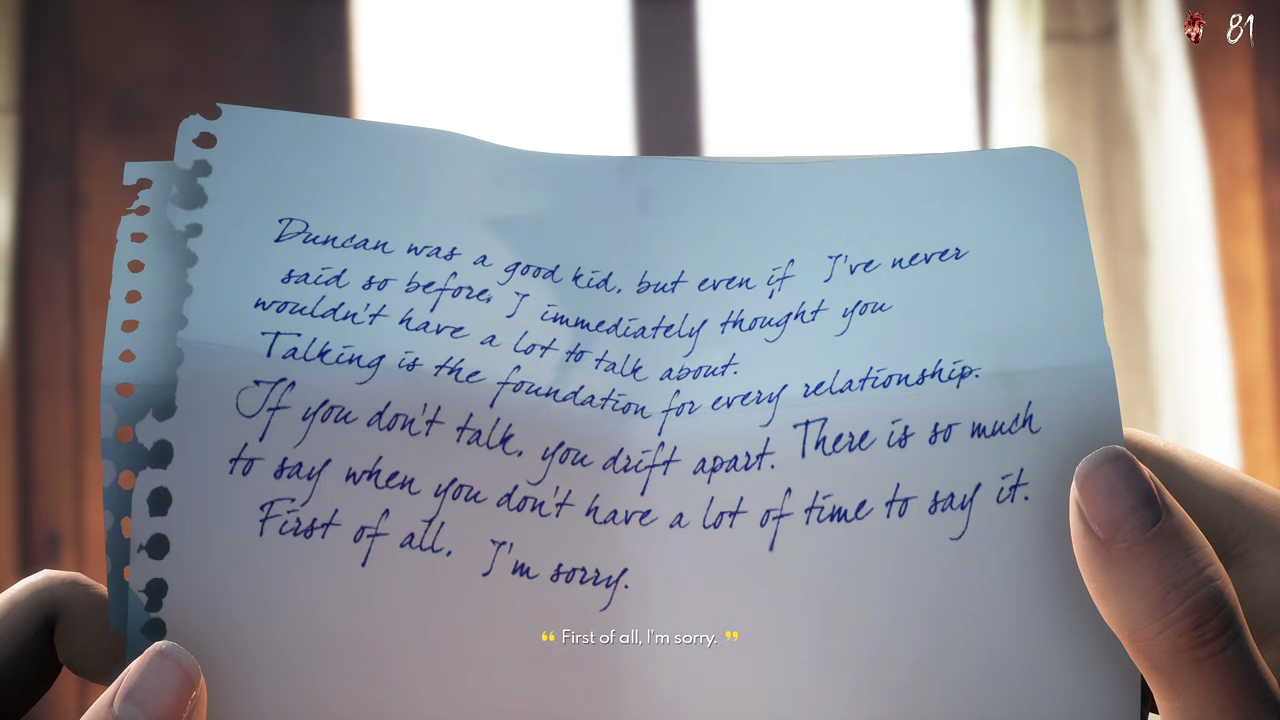 81
Duncan was a good kid, but even if I've never
said so before, I immediately thought you
wouldn't have a lot to talk about.
Talking is the foundation for every relationship.
If you don't talk, you drift apart. There is so much
to say when you don't have a lot of time to say it.
First of all, I'm sorry.
“ First of all, I'm sorry. ”